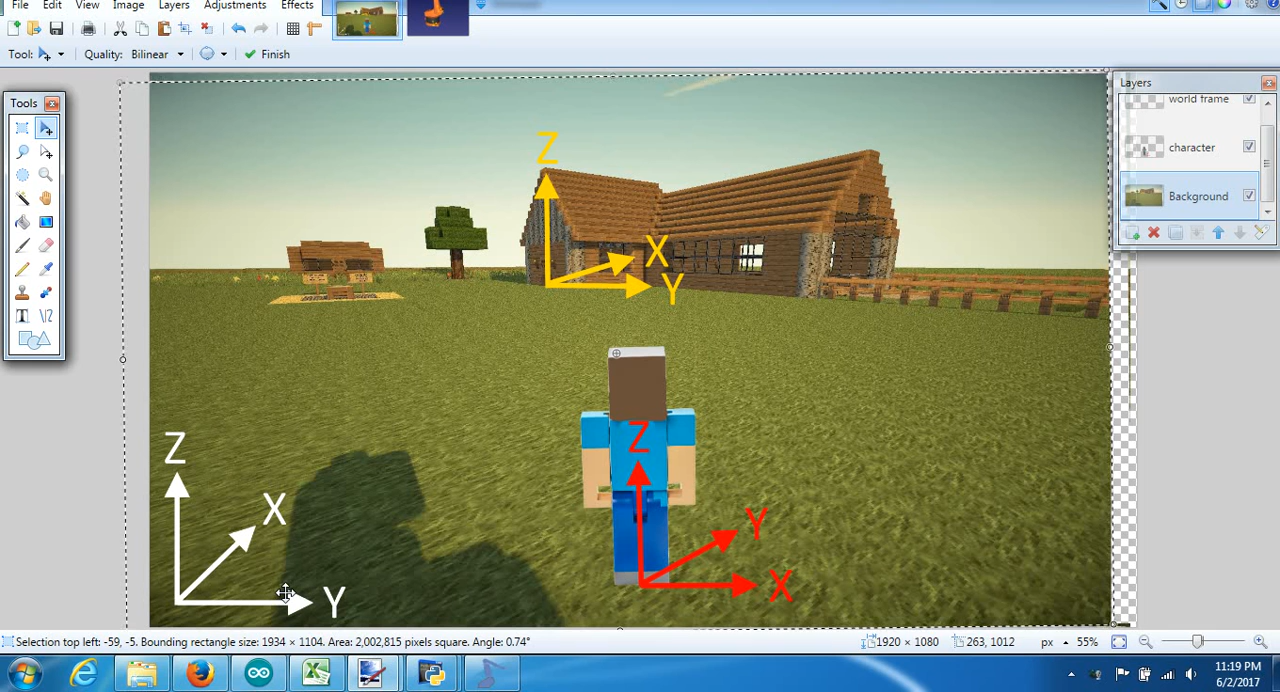 File Edit View Image Layers Adjustments Effects
Tool: Quality: Bilinear Finish
Tools
Layers
world frame
character
Background
Z
X
Y
Z
Y
X
Z
X
Y
Selection top left: -59, -5. Bounding rectangle size: 1934 × 1104. Area: 2,002,815 pixels square. Angle: 0.74°
1920 × 1080 263, 1012 px 55%
11:19 PM
6/2/2017